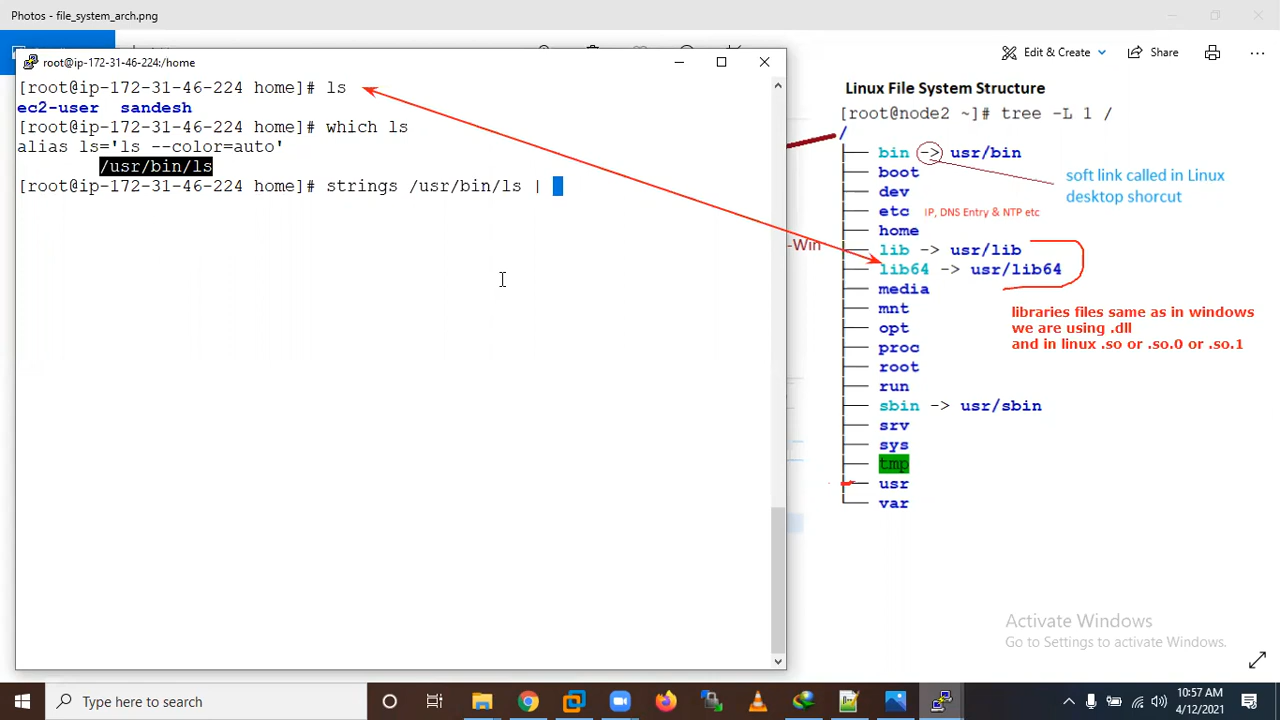 Photos - file_system_arch.png
Edit & Create
Share
root@ip-172-31-46-224:/home
[root@ip-172-31-46-224 home]# ls
ec2-user sandesh
[root@ip-172-31-46-224 home]# which ls
alias ls='ls --color=auto'
/usr/bin/ls
[root@ip-172-31-46-224 home]# strings /usr/bin/ls |
Linux File System Structure
[root@node2 ~]# tree -L 1 /
/
bin -> usr/bin
soft link called in Linux
desktop shorcut
boot
dev
etc IP, DNS Entry & NTP etc
home
-Win
lib -> usr/lib
lib64 -> usr/lib64
media
libraries files same as in windows
we are using .dll
and in linux .so or .so.0 or .so.1
mnt
opt
proc
root
run
sbin -> usr/sbin
srv
sys
tmp
usr
var
Activate Windows
Go to Settings to activate Windows.
Type here to search
10:57 AM
4/12/2021